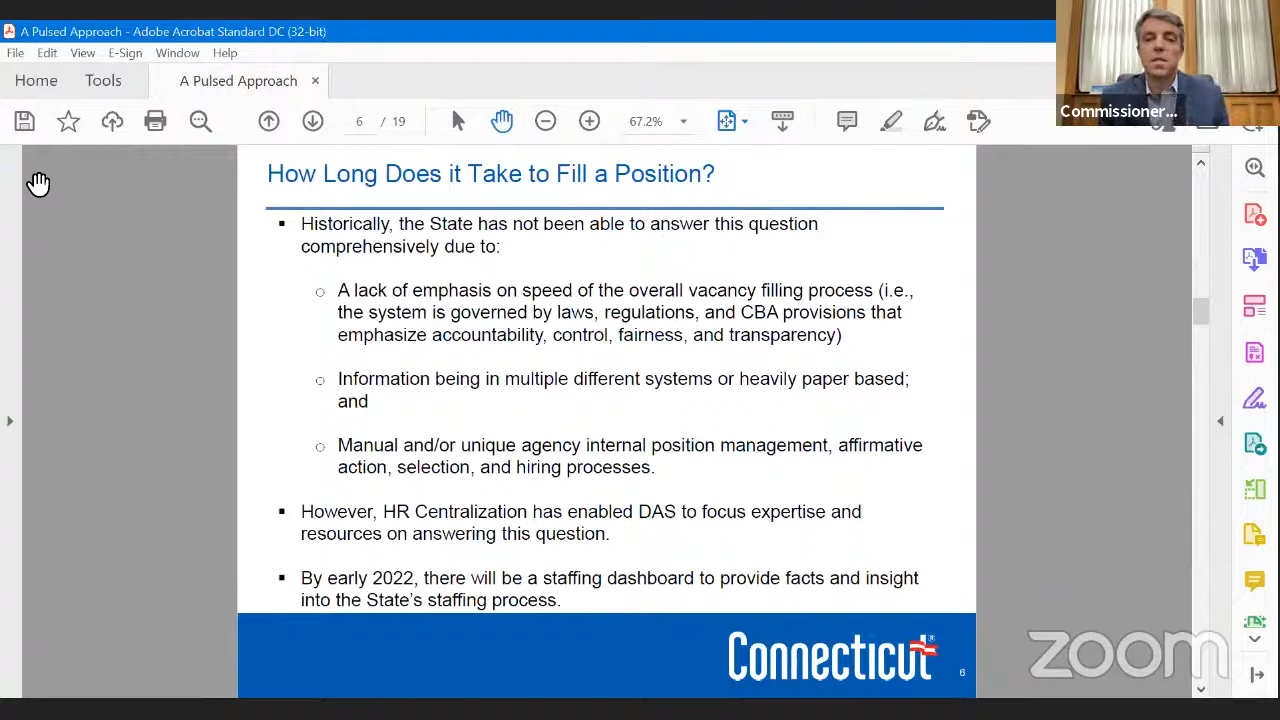 A Pulsed Approach - Adobe Acrobat Standard DC (32-bit)
File Edit View E-Sign Window Help
Home Tools A Pulsed Approach ×
6 / 19 67.2%
Commissioner...
How Long Does it Take to Fill a Position?
▪ Historically, the State has not been able to answer this question
comprehensively due to:
○ A lack of emphasis on speed of the overall vacancy filling process (i.e.,
the system is governed by laws, regulations, and CBA provisions that
emphasize accountability, control, fairness, and transparency)
○ Information being in multiple different systems or heavily paper based;
and
○ Manual and/or unique agency internal position management, affirmative
action, selection, and hiring processes.
▪ However, HR Centralization has enabled DAS to focus expertise and
resources on answering this question.
▪ By early 2022, there will be a staffing dashboard to provide facts and insight
into the State's staffing process.
Connecticut®
6
zoom